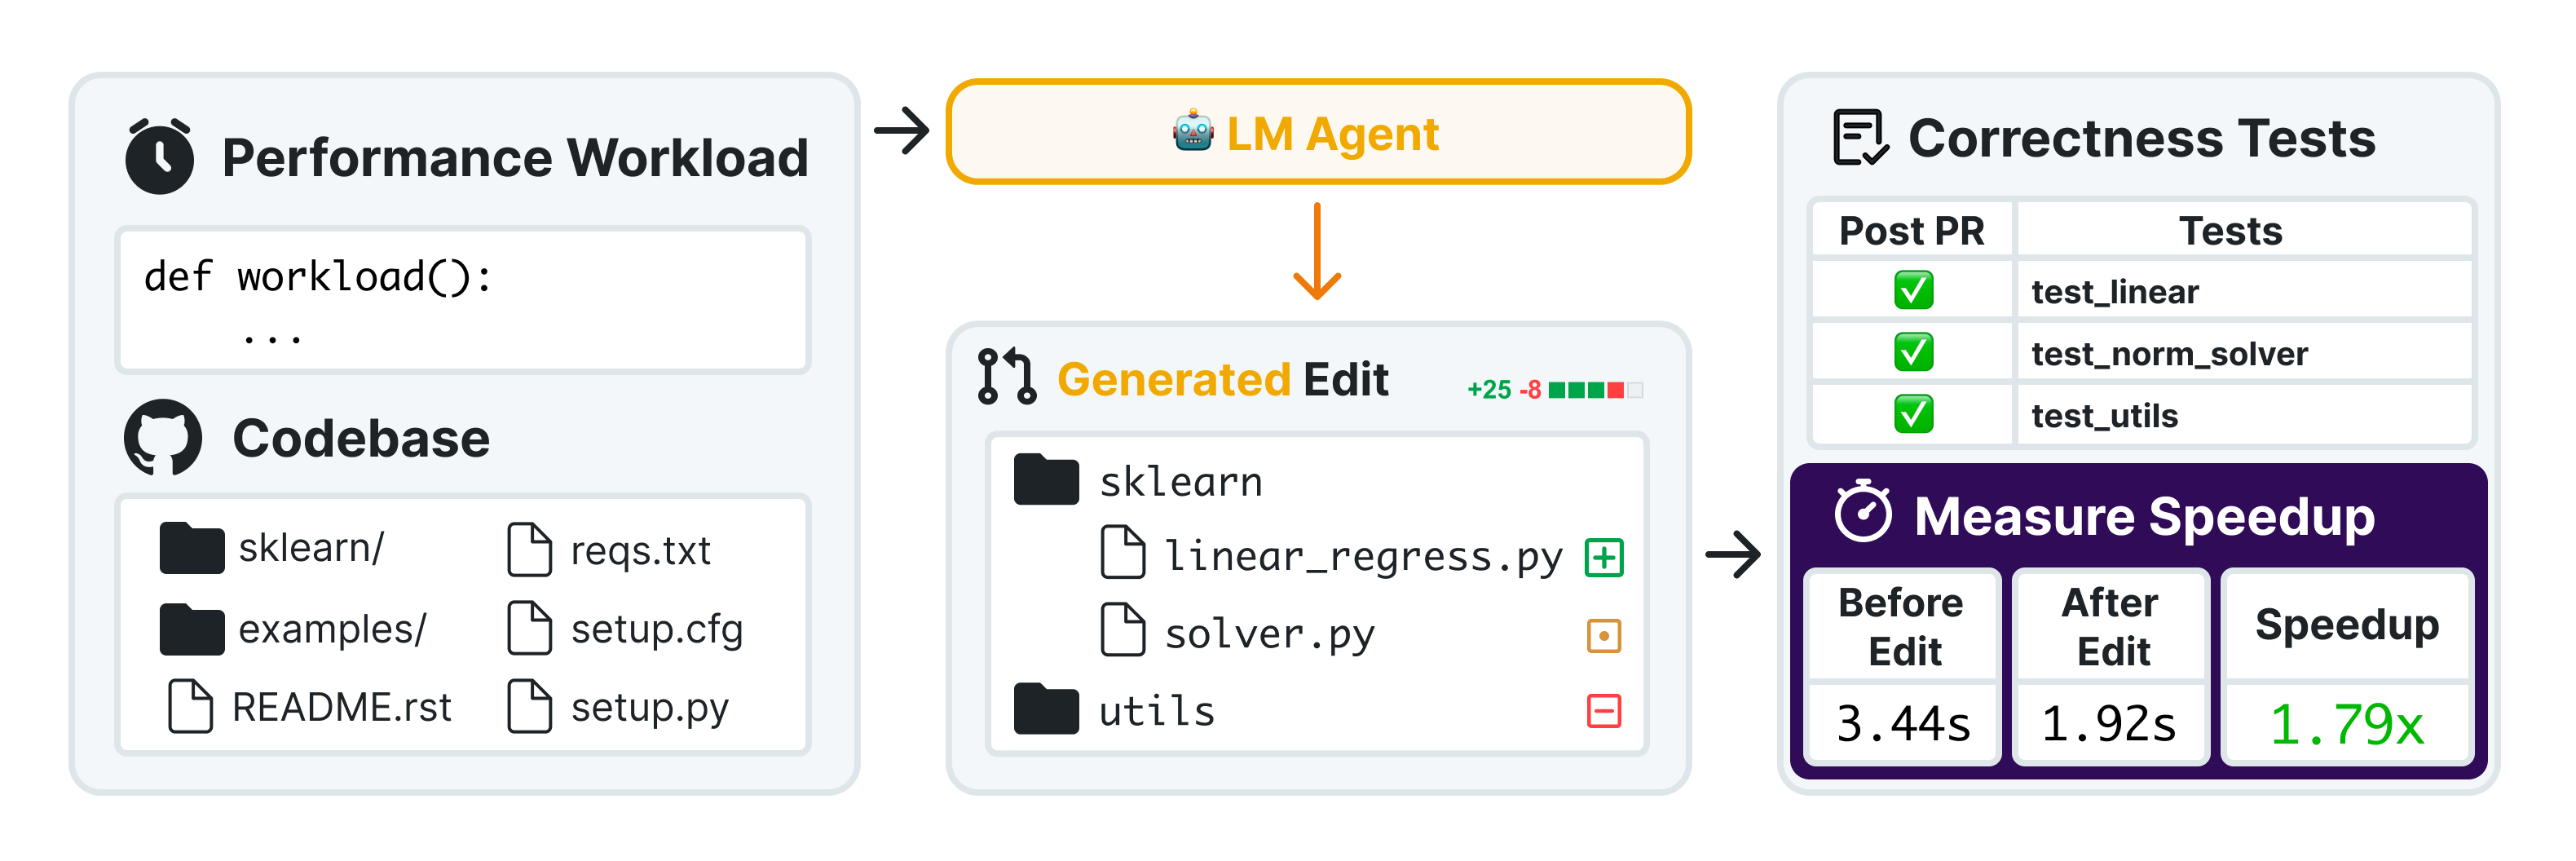 Performance Workload
def workload():
...
Codebase
sklearn/
reqs.txt
examples/
setup.cfg
README.rst
setup.py
LM Agent
Generated Edit
+25 -8
sklearn
linear_regress.py
solver.py
utils
Correctness Tests
Post PR
Tests
test_linear
test_norm_solver
test_utils
Measure Speedup
Before
Edit
After
Edit
Speedup
3.44s
1.92s
1.79x